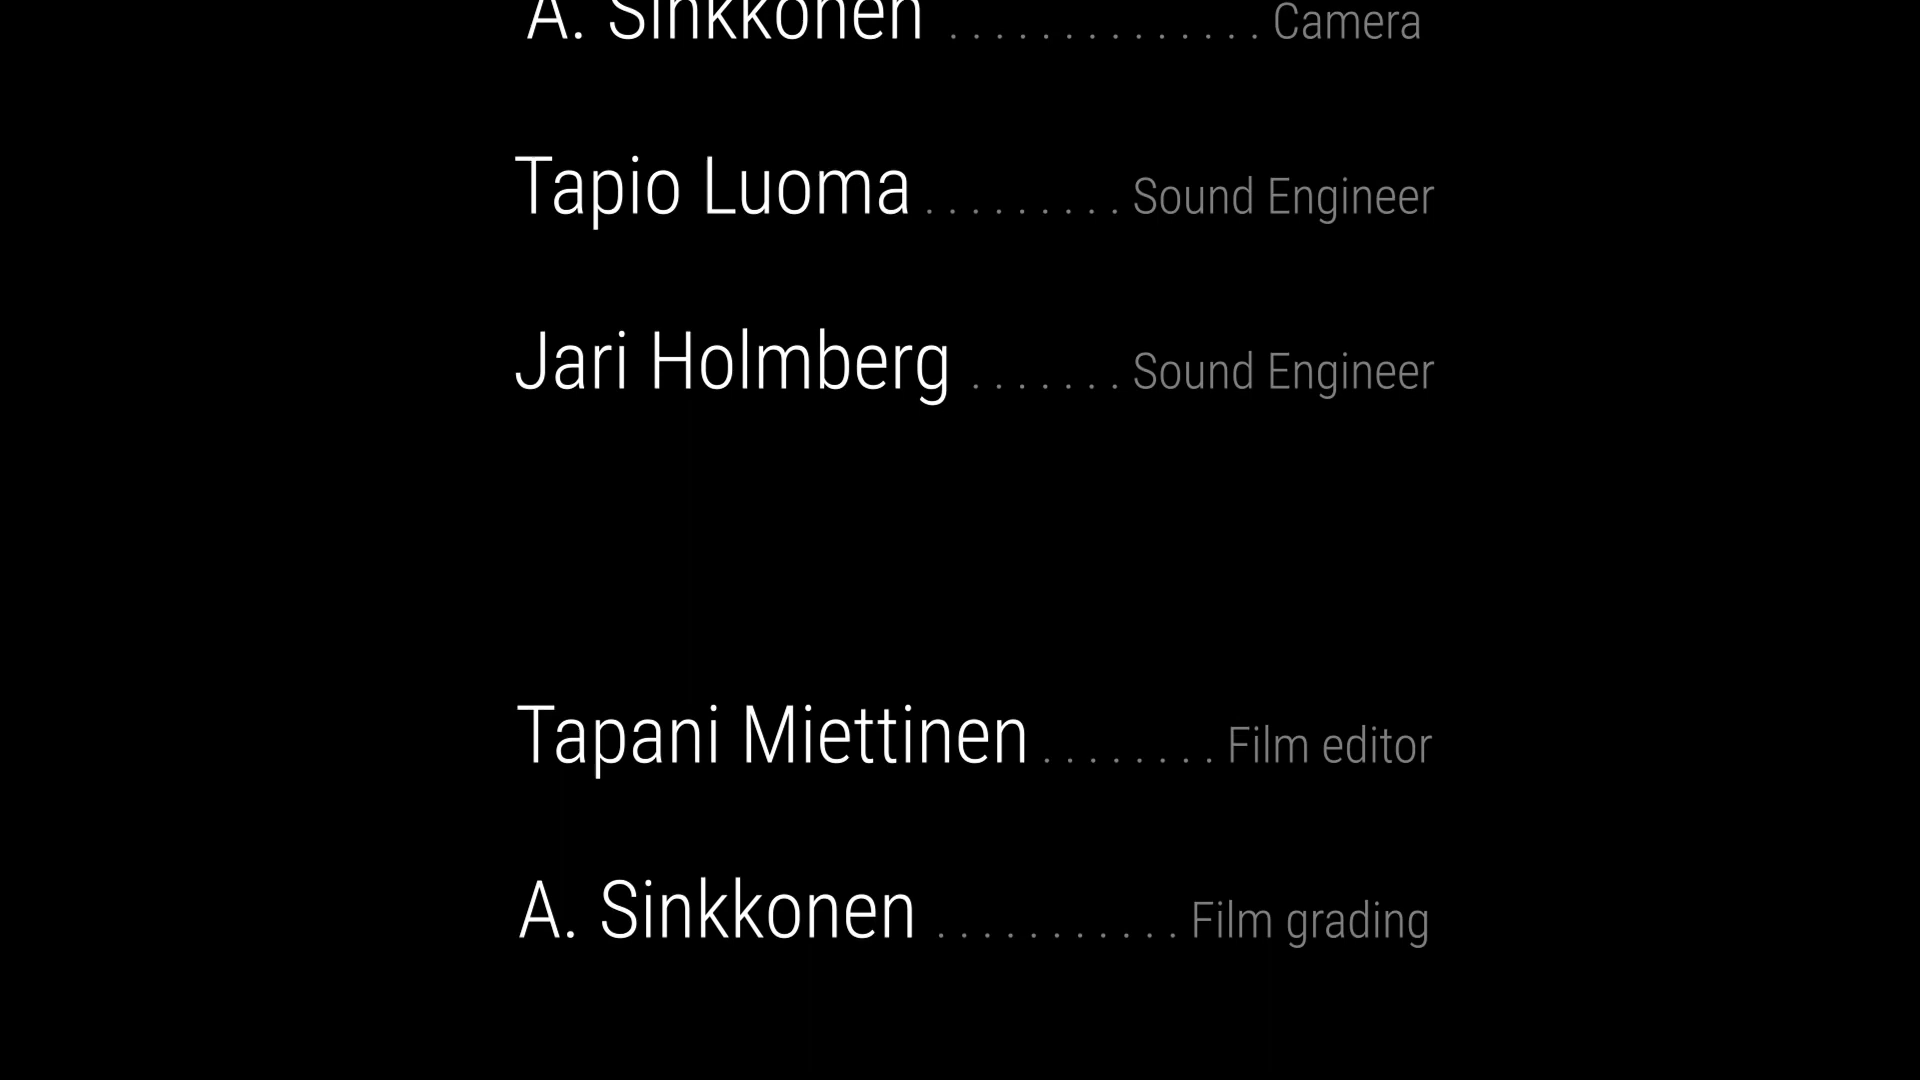 A. Sinkkonen . . . . . . . . . . . . . . Camera
Tapio Luoma . . . . . . . . . Sound Engineer
Jari Holmberg . . . . . . . Sound Engineer
Tapani Miettinen . . . . . . . . Film editor
A. Sinkkonen . . . . . . . . . . . Film grading